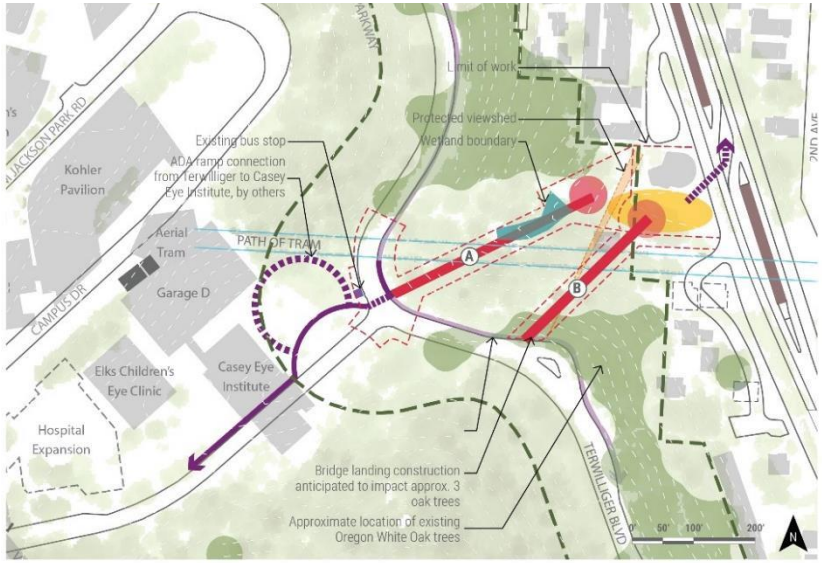 PARKWAY
Limit of work
JACKSON PARK RD
Protected viewshed
Existing bus stop
Wetland boundary
2ND AVE
ADA ramp connection
from Terwilliger to Casey
Eye Institute, by others
Kohler
Pavilion
Aerial
Tram
PATH OF TRAM
A
B
CAMPUS DR
Garage D
Elks Children's
Eye Clinic
Casey Eye
Institute
Hospital
Expansion
Bridge landing construction
anticipated to impact approx. 3
oak trees
TERWILLIGER BLVD
Approximate location of existing
Oregon White Oak trees
0' 50' 100' 200'
N